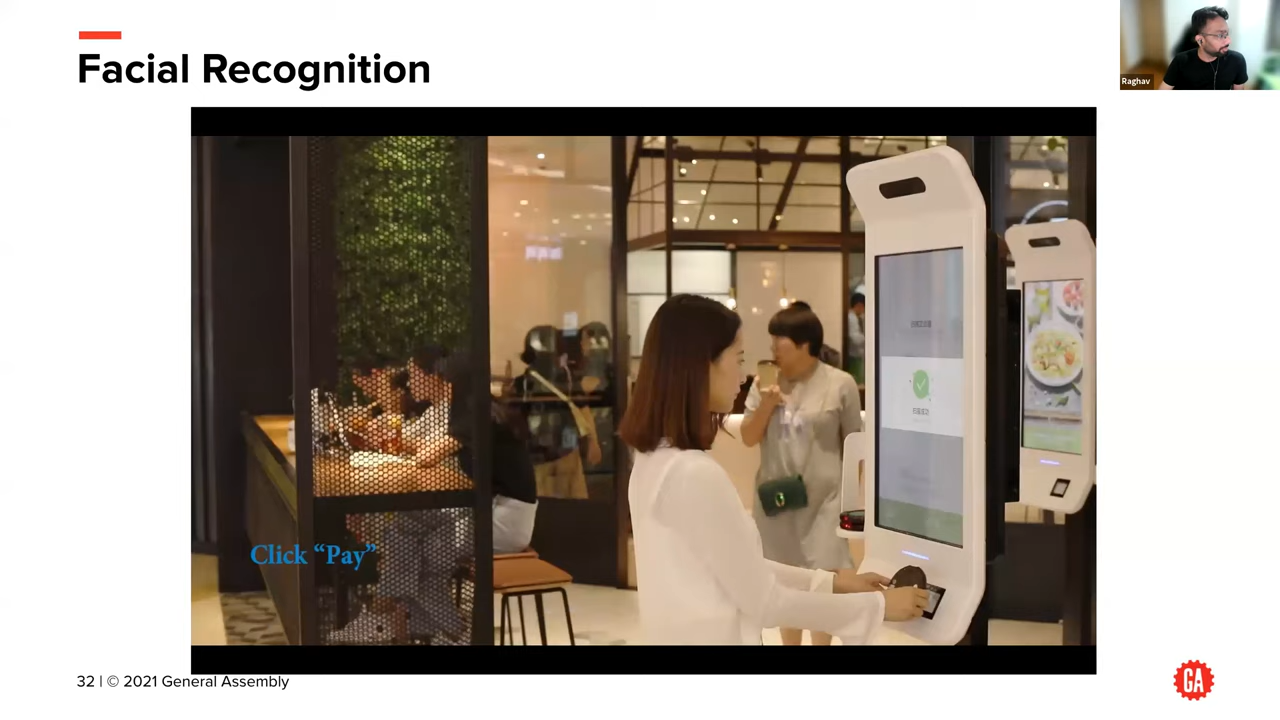 Facial Recognition
Raghav
Click “Pay”
32 | © 2021 General Assembly
GA